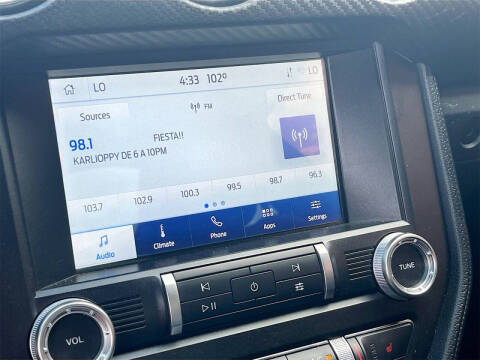 LO 4:33 102° LO
Sources FM Direct Tune
98.1 FIESTA!!
KARLIOPPY DE 6 A 10PM
103.7 102.9 100.3 99.5 98.7 96.3
Audio Climate Phone Apps Settings
VOL TUNE